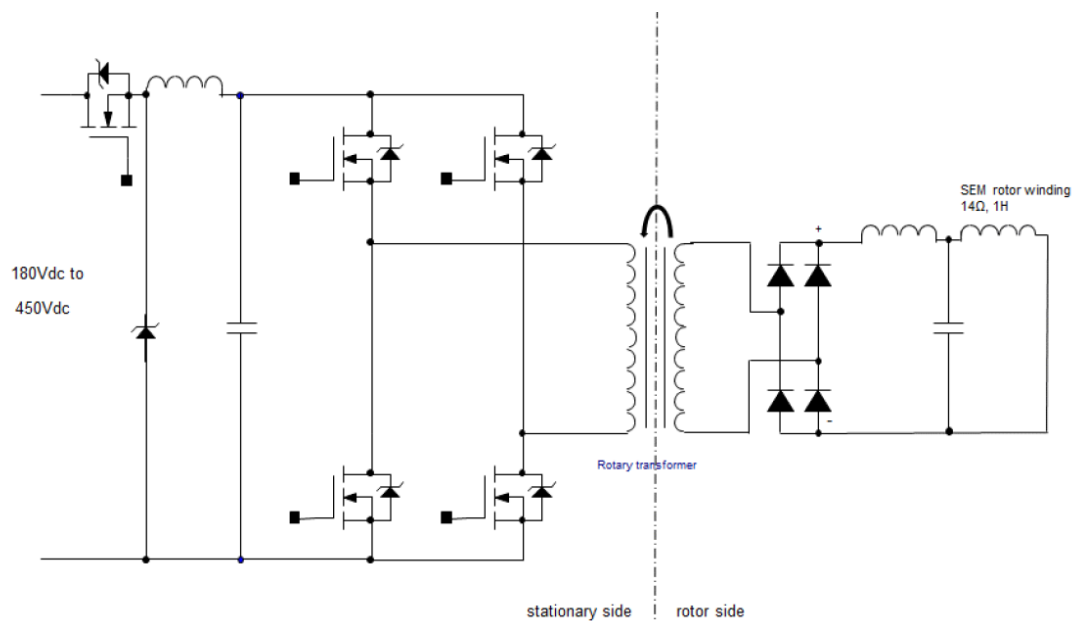 SEM rotor winding
14Ω, 1H
+
180Vdc to
450Vdc
-
Rotary transformer
stationary side
rotor side